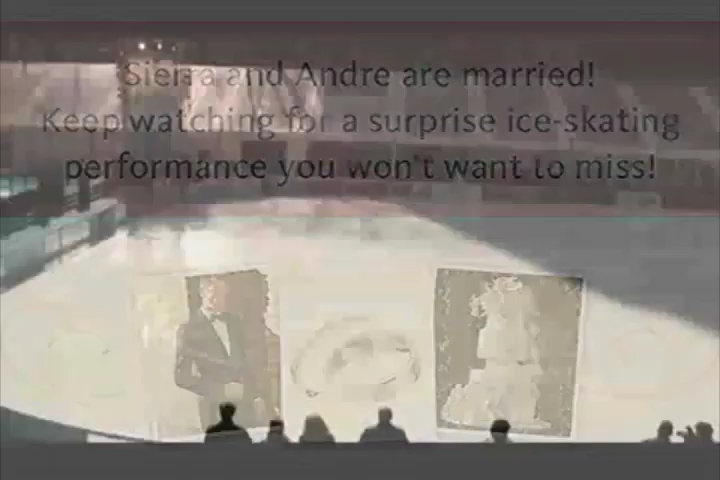 Sierra and Andre are married!
Keep watching for a surprise ice-skating
performance you won't want to miss!